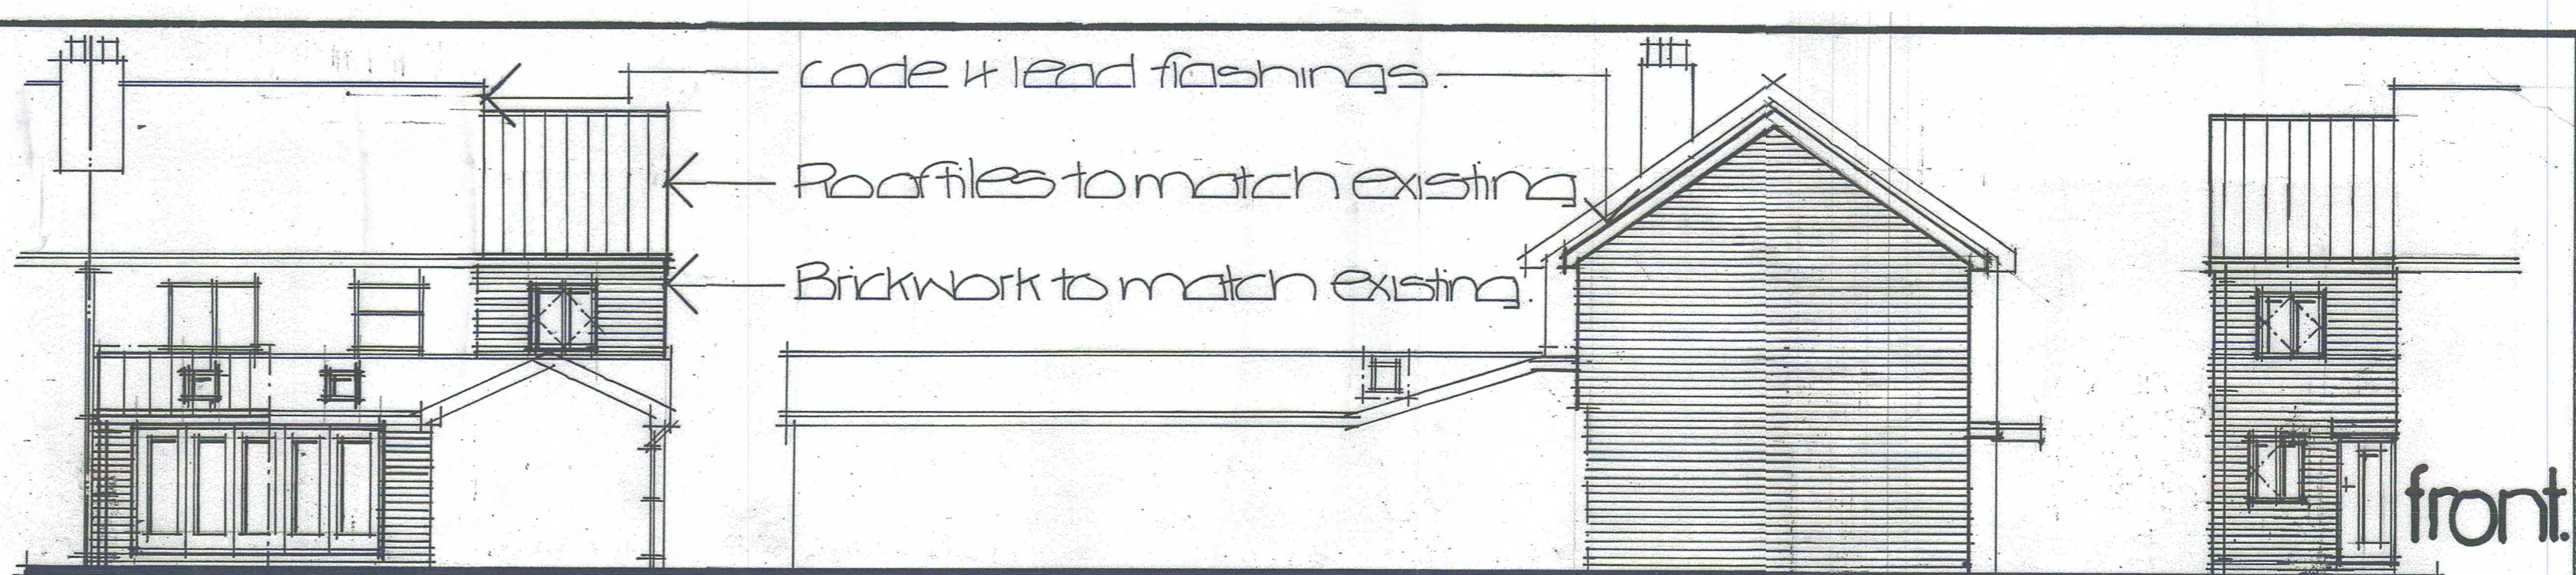 Code 4 lead flashings.
Rooftiles to match existing
Brickwork to match existing.
front.